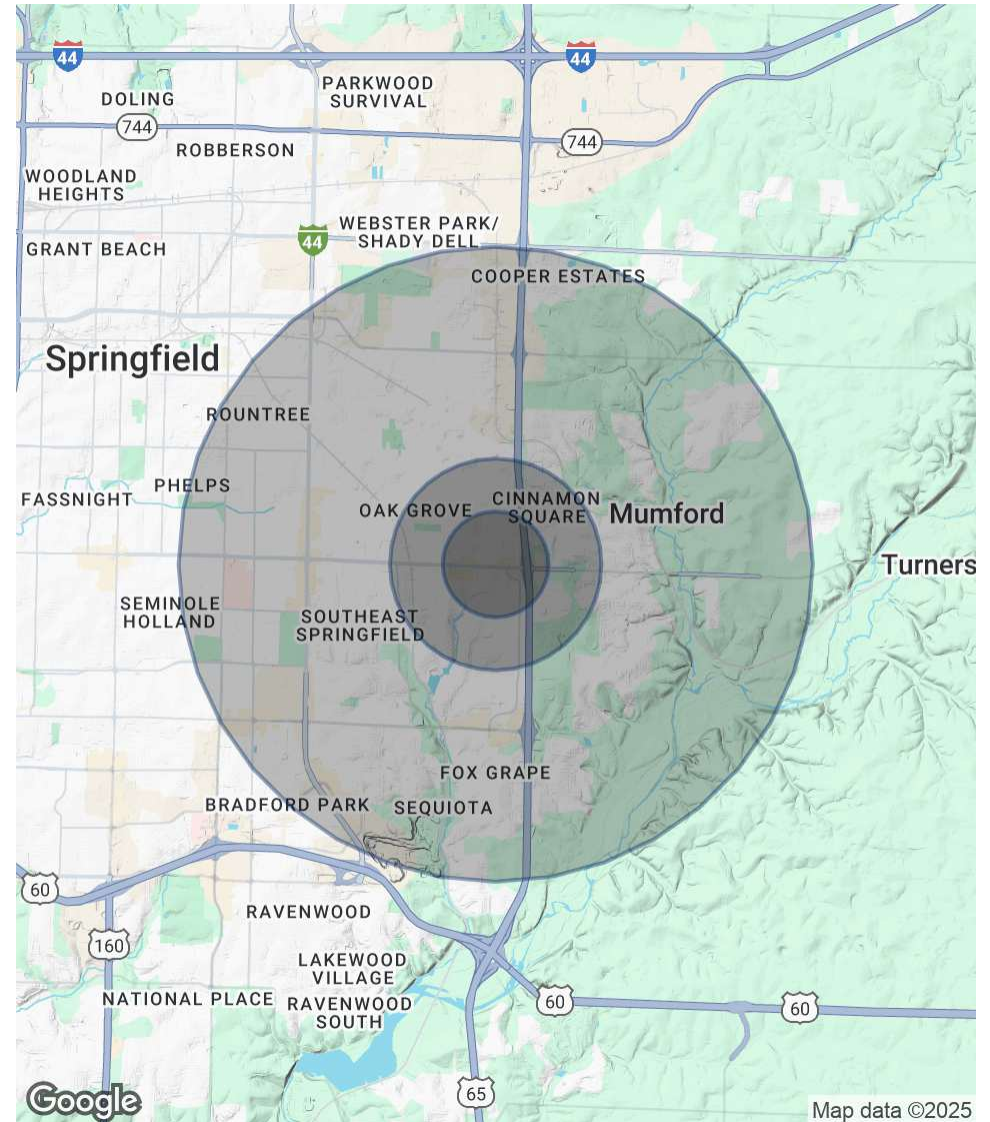 44
44
DOLING
PARKWOOD
SURVIVAL
744
744
ROBBERSON
WOODLAND
HEIGHTS
44
WEBSTER PARK/
SHADY DELL
GRANT BEACH
COOPER ESTATES
Springfield
ROUNTREE
PHELPS
FASSNIGHT
OAK GROVE
CINNAMON
SQUARE
Mumford
Turners
SEMINOLE
HOLLAND
SOUTHEAST
SPRINGFIELD
FOX GRAPE
BRADFORD PARK
SEQUIOTA
60
RAVENWOOD
160
LAKEWOOD
VILLAGE
NATIONAL PLACE
RAVENWOOD
SOUTH
60
60
65
Google
Map data ©2025